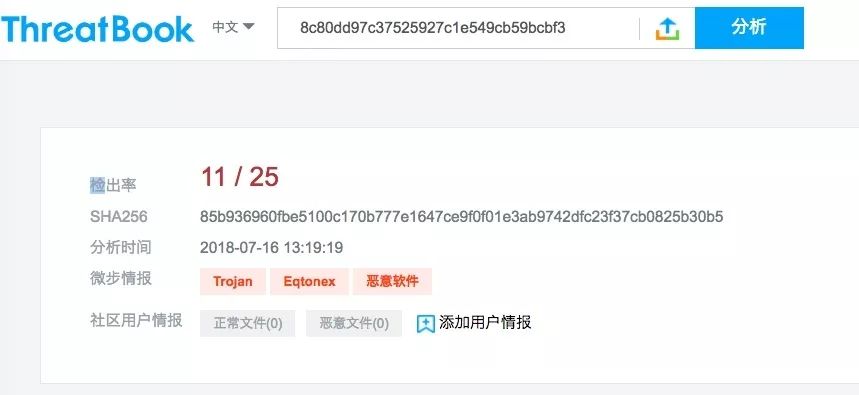 ThreatBook 中文 8c80dd97c37525927c1e549cb59bcbf3 分析
检出率 11 / 25
SHA256 85b936960fbe5100c170b777e1647ce9f0f01e3ab9742dfc23f37cb0825b30b5
分析时间 2018-07-16 13:19:19
微步情报 Trojan Eqtonex 恶意软件
社区用户情报 正常文件(0) 恶意文件(0) 添加用户情报